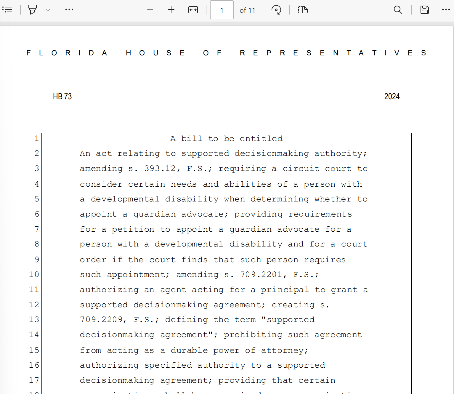 1 of 11
FLORIDA HOUSE OF REPRESENTATIVES
HB 73 2024
1 A bill to be entitled
2 An act relating to supported decisionmaking authority;
3 amending s. 393.12, F.S.; requiring a circuit court to
4 consider certain needs and abilities of a person with
5 a developmental disability when determining whether to
6 appoint a guardian advocate; providing requirements
7 for a petition to appoint a guardian advocate for a
8 person with a developmental disability and for a court
9 order if the court finds that such person requires
10 such appointment; amending s. 709.2201, F.S.;
11 authorizing an agent acting for a principal to grant a
12 supported decisionmaking agreement; creating s.
13 709.2209, F.S.; defining the term "supported
14 decisionmaking agreement"; prohibiting such agreement
15 from acting as a durable power of attorney;
16 authorizing specified authority to a supported
17 decisionmaking agreement; providing that certain